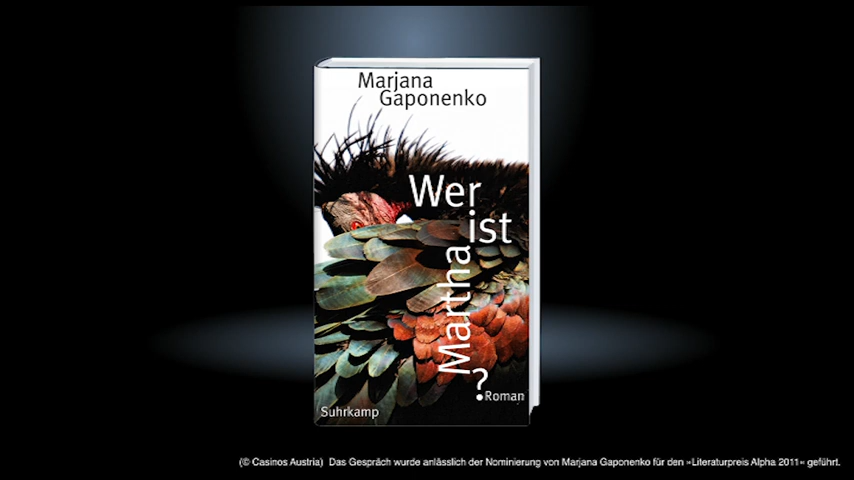 Marjana
Gaponenko
Wer
ist
Martha
?
Roman
Suhrkamp
(© Casinos Austria) Das Gespräch wurde anlässlich der Nominierung von Marjana Gaponenko für den »Literaturpreis Alpha 2011« geführt.